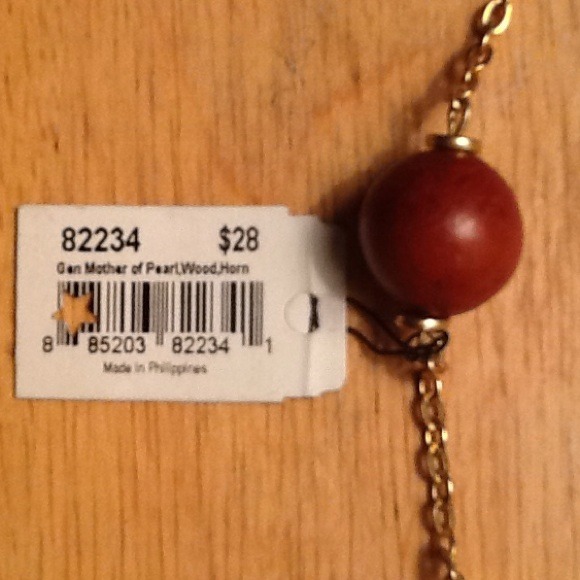 82234 $28
Gen Mother of Pearl,Wood,Horn
8 85203 82234 1
Made In Philippines